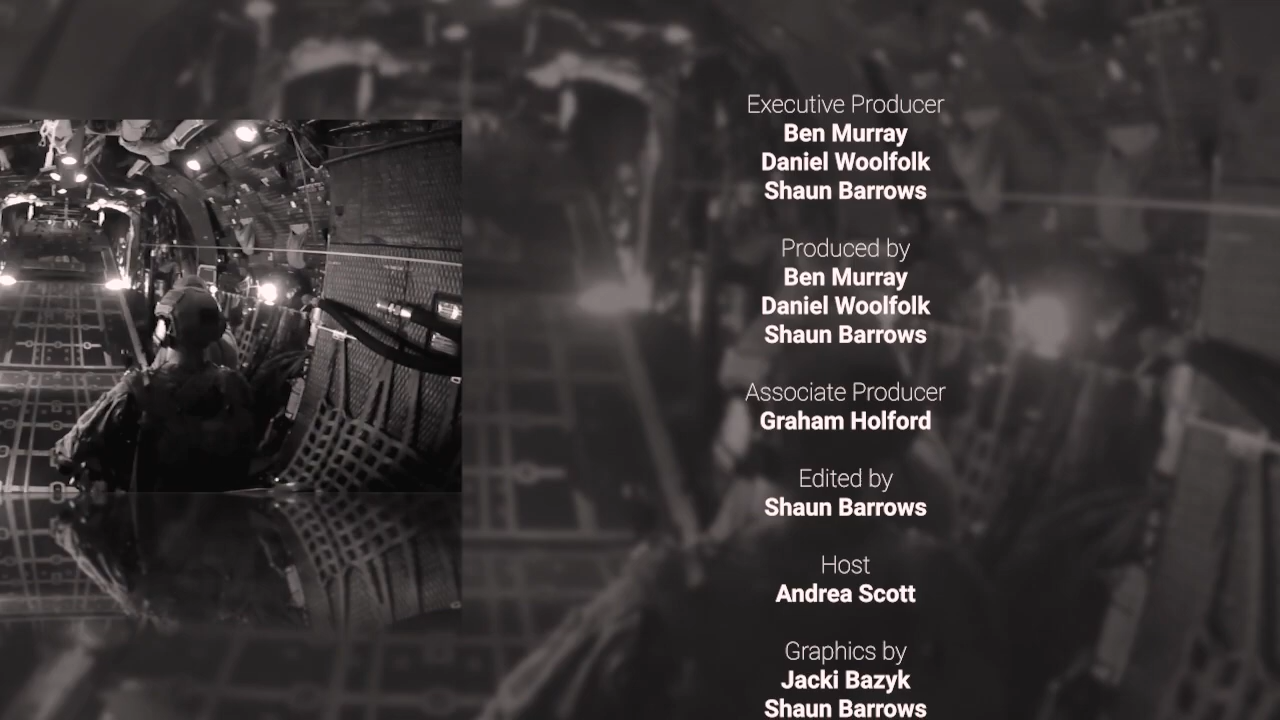 Executive Producer
Ben Murray
Daniel Woolfolk
Shaun Barrows
Produced by
Ben Murray
Daniel Woolfolk
Shaun Barrows
Associate Producer
Graham Holford
Edited by
Shaun Barrows
Host
Andrea Scott
Graphics by
Jacki Bazyk
Shaun Barrows